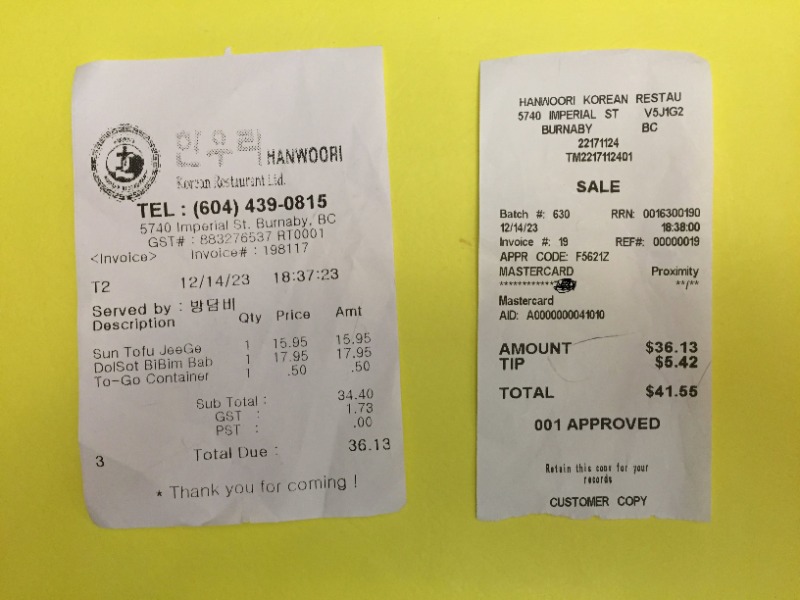 한우리 HANWOORI
Korean Restaurant Ltd.
TEL : (604) 439-0815
5740 Imperial St. Burnaby, BC
GST# : 883276537 RT0001
<Invoice> Invoice# : 198117
T2 12/14/23 18:37:23
Served by : 방담비
Description Qty Price Amt
Sun Tofu JeeGe 1 15.95 15.95
DolSot BiBim Bab 1 17.95 17.95
To-Go Container 1 .50 .50
Sub Total : 34.40
GST : 1.73
PST : .00
3 Total Due : 36.13
* Thank you for coming !
HANWOORI KOREAN RESTAU
5740 IMPERIAL ST V5J1G2
BURNABY BC
22171124
TM2217112401
SALE
Batch #: 630 RRN: 0016300190
12/14/23 18:38:00
Invoice #: 19 REF#: 00000019
APPR CODE: F5621Z
MASTERCARD Proximity
************ **/**
Mastercard
AID: A0000000041010
AMOUNT $36.13
TIP $5.42
TOTAL $41.55
001 APPROVED
Retain this copy for your
records
CUSTOMER COPY